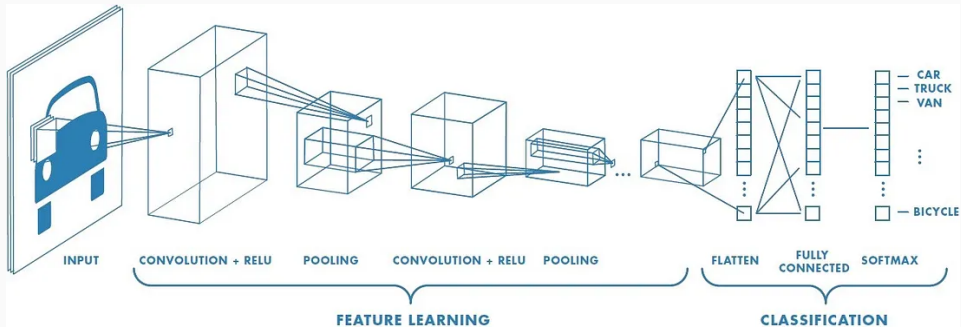 CAR
TRUCK
VAN
BICYCLE
INPUT
CONVOLUTION + RELU
POOLING
CONVOLUTION + RELU
POOLING
FLATTEN
FULLY
CONNECTED
SOFTMAX
FEATURE LEARNING
CLASSIFICATION